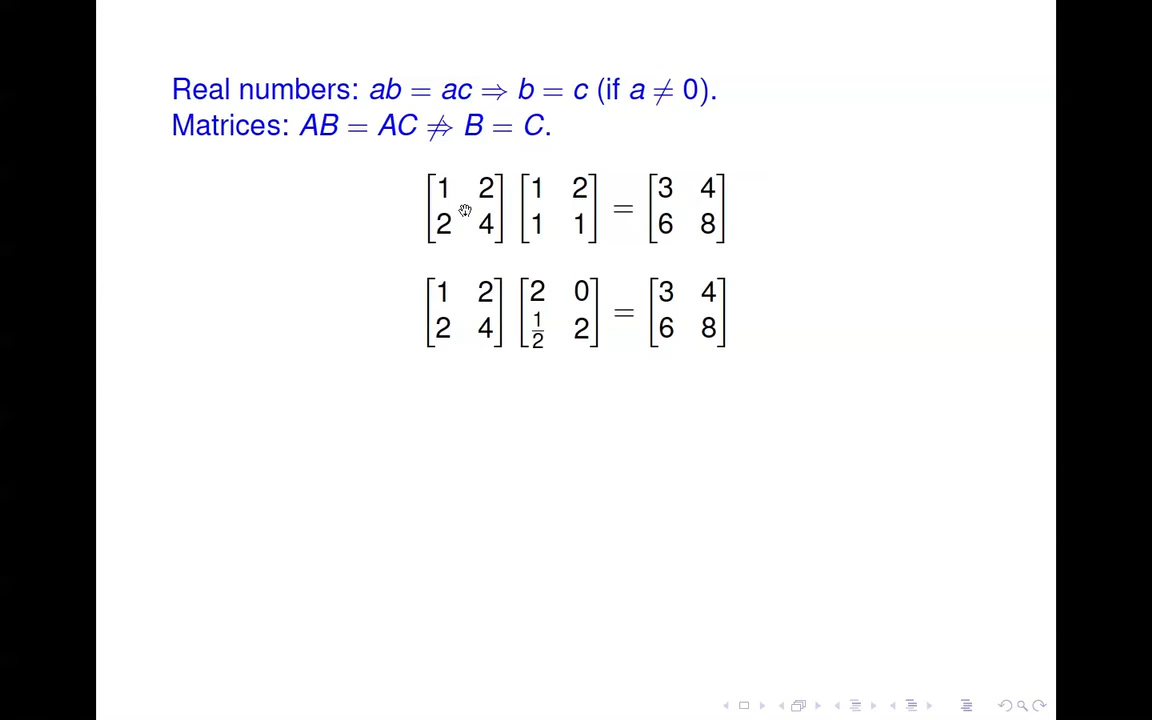 Real numbers: ab = ac ⇒ b = c (if a ≠ 0).
Matrices: AB = AC ⇏ B = C.
[1 2; 2 4] [1 2; 1 1] = [3 4; 6 8]
[1 2; 2 4] [2 0; 1/2 2] = [3 4; 6 8]